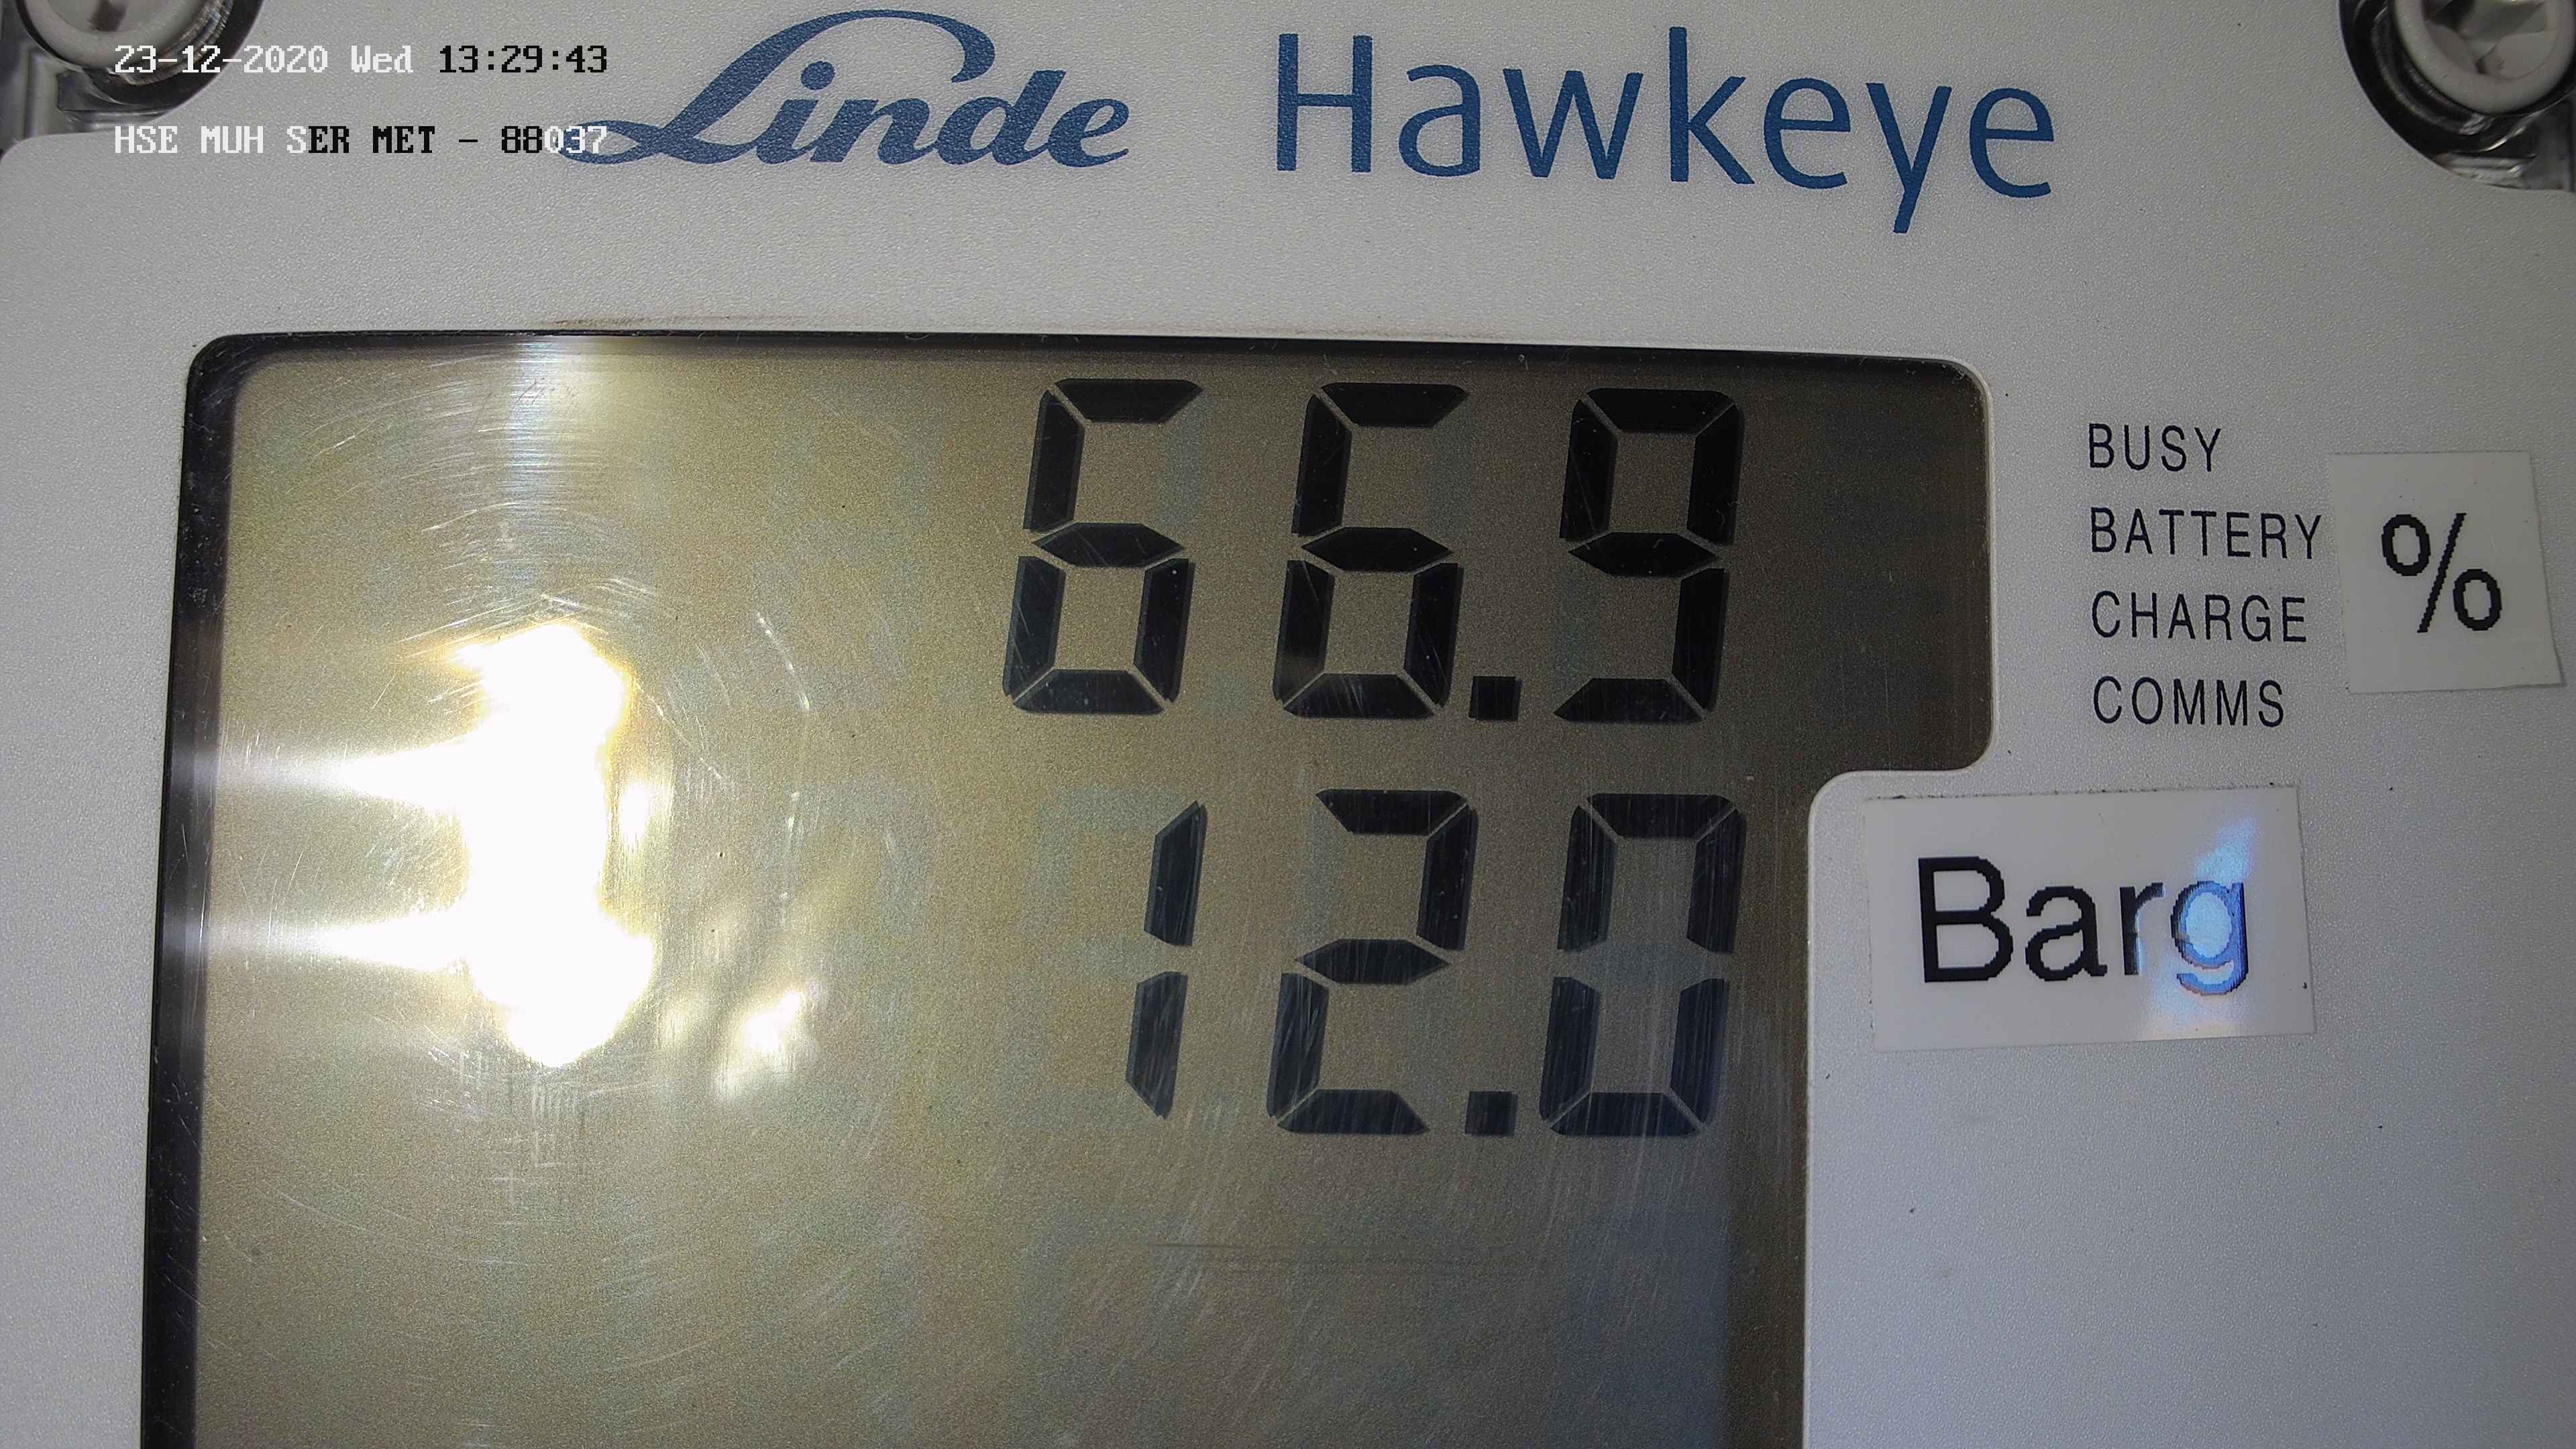 23-12-2020 Wed 13:29:43
HSE MUH SER MET - 88037
Linde Hawkeye
66.9
BUSY
BATTERY
CHARGE
COMMS
%
12.0
Barg